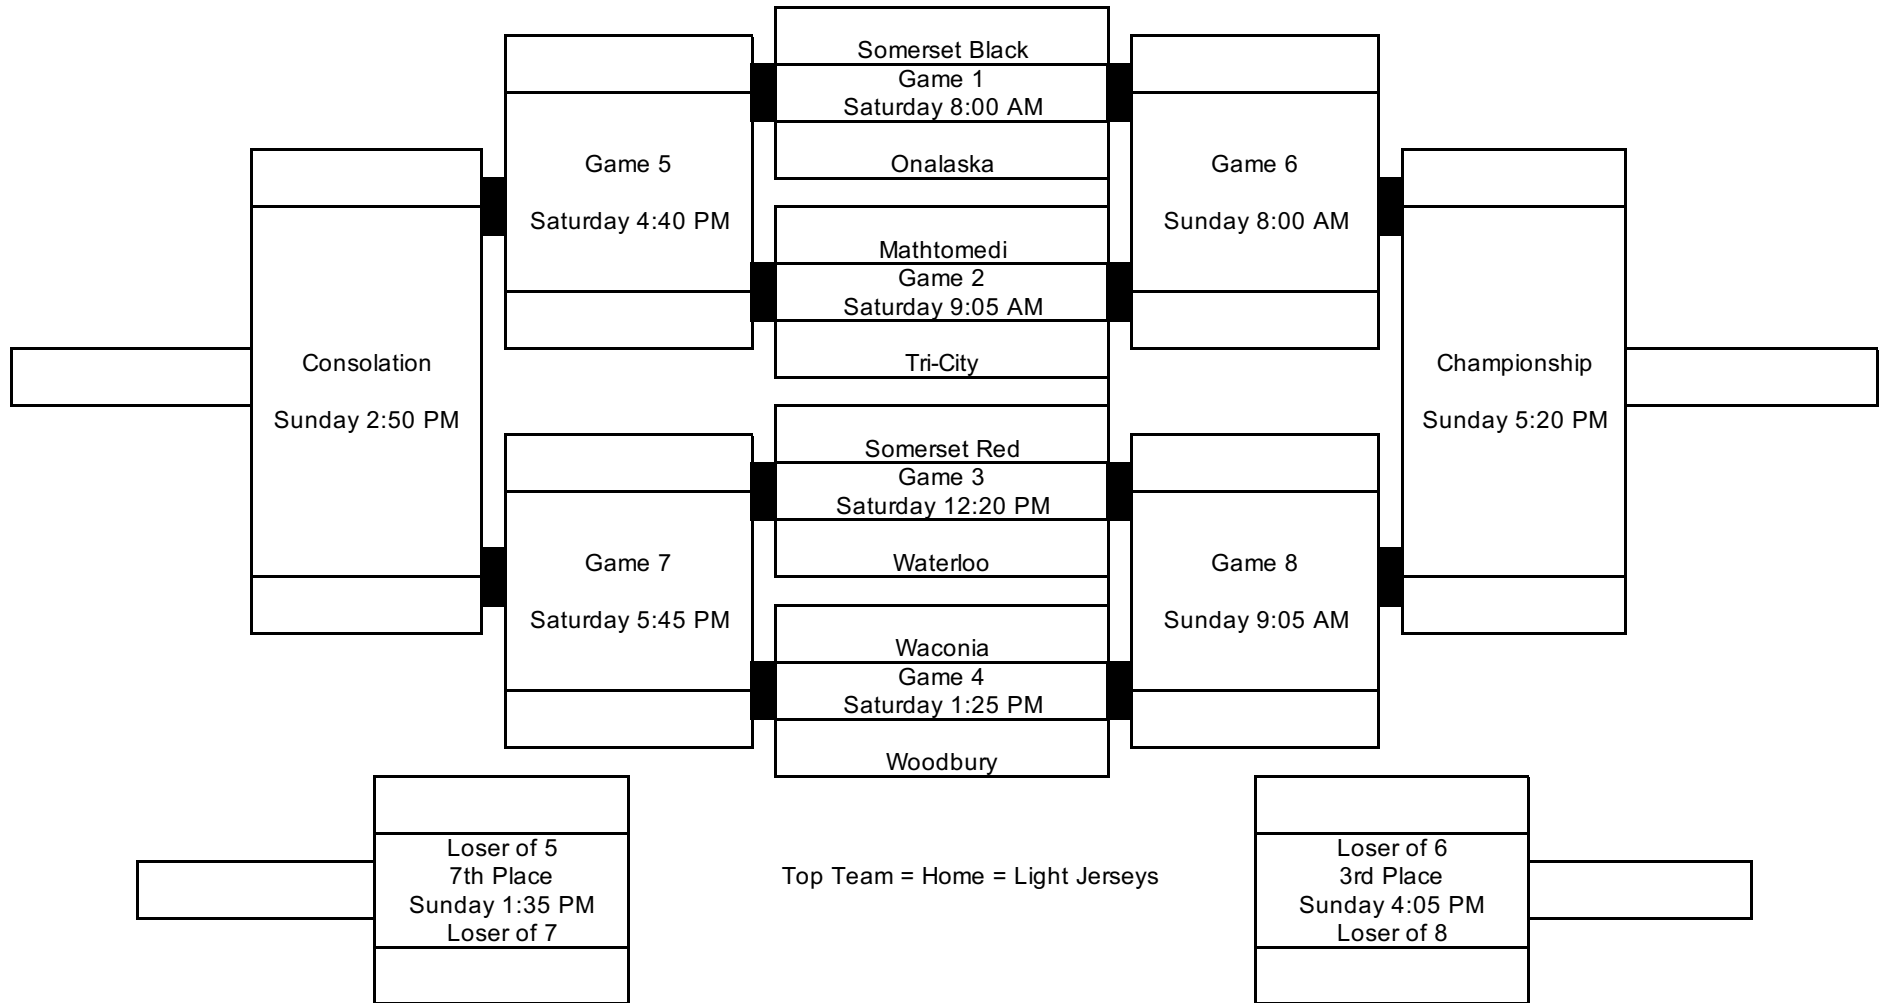 Somerset Black
Game 1
Saturday 8:00 AM
Onalaska
Game 5
Saturday 4:40 PM
Game 6
Sunday 8:00 AM
Mathtomedi
Game 2
Saturday 9:05 AM
Tri-City
Consolation
Sunday 2:50 PM
Championship
Sunday 5:20 PM
Somerset Red
Game 3
Saturday 12:20 PM
Waterloo
Game 7
Saturday 5:45 PM
Game 8
Sunday 9:05 AM
Waconia
Game 4
Saturday 1:25 PM
Woodbury
Loser of 5
7th Place
Sunday 1:35 PM
Loser of 7
Top Team = Home = Light Jerseys
Loser of 6
3rd Place
Sunday 4:05 PM
Loser of 8